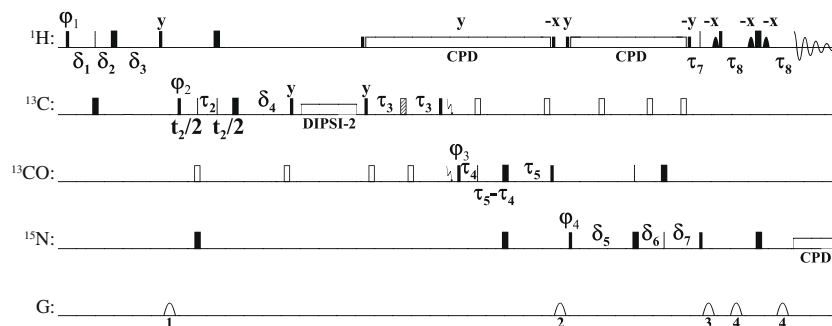 φ1 y y -x y -y -x -x -x
1H:
δ1 δ2 δ3 CPD CPD τ7 τ8 τ8
φ2 τ2 δ4 y y τ3 τ3
13C:
t2/2 t2/2 DIPSI-2
φ3
13CO: τ4 τ5
τ5-τ4
φ4 δ5 δ6 δ7
15N:
CPD
G:
1 2 3 4 4